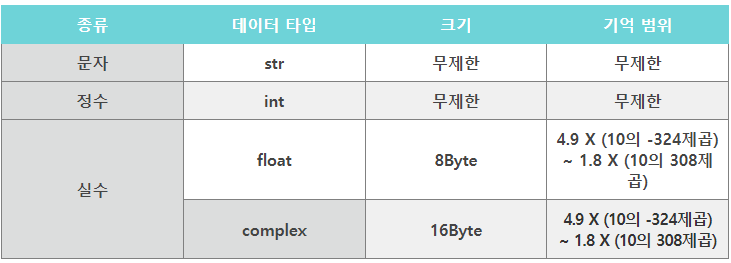 종류 데이터 타입 크기 기억 범위
문자 str 무제한 무제한
정수 int 무제한 무제한
실수 float 8Byte 4.9 X (10의 -324제곱)
~ 1.8 X (10의 308제
곱)
complex 16Byte 4.9 X (10의 -324제곱)
~ 1.8 X (10의 308제곱)